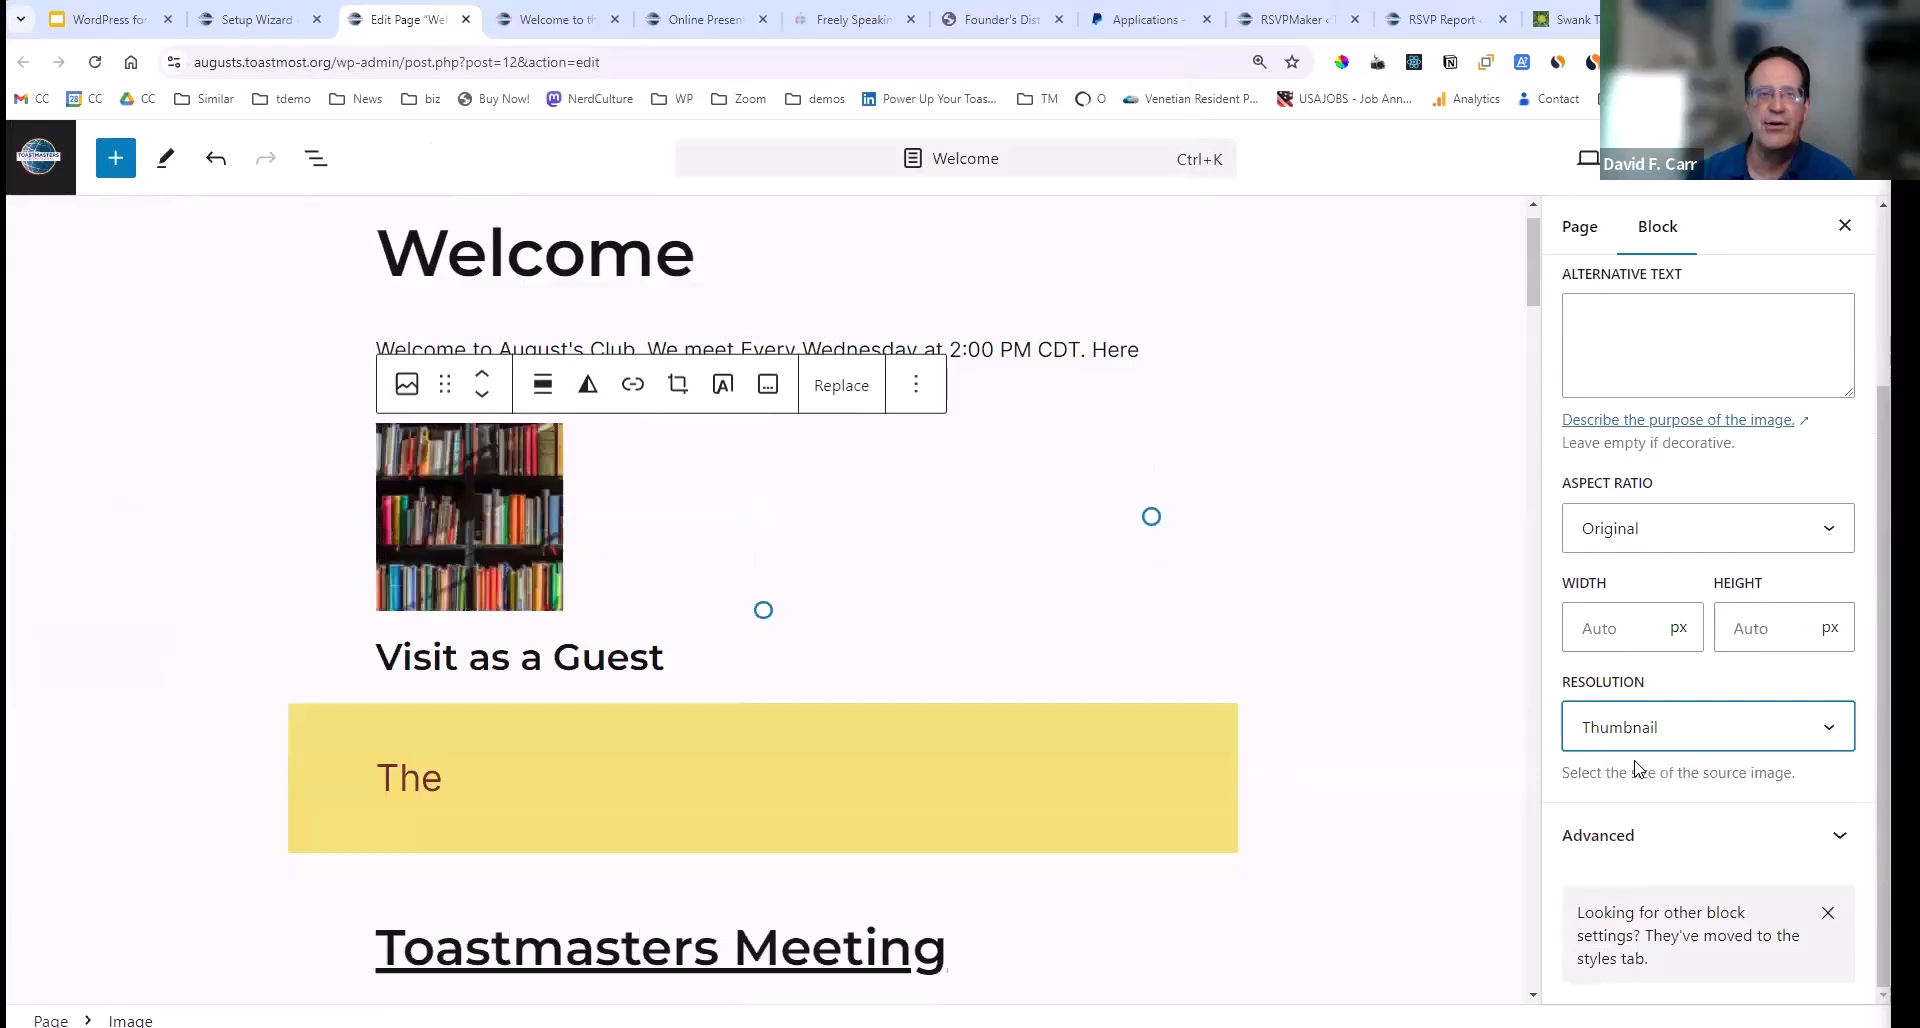 WordPress fo
Setup Wizard
Edit Page "Wel
Welcome to th
Online Present
Freely Speakin
Founder's Dist
Applications -
RSVPMaker ‹ T
RSVP Report ‹
Swank T
augusts.toastmost.org/wp-admin/post.php?post=12&action=edit
CC
CC
CC
Similar
tdemo
News
biz
Buy Now!
NerdCulture
WP
Zoom
demos
Power Up Your Toas...
TM
O
Venetian Resident P...
USAJOBS - Job Ann...
Analytics
Contact
TOASTMASTERS
Welcome
Ctrl+K
David F. Carr
Welcome
Welcome to August's Club. We meet Every Wednesday at 2:00 PM CDT. Here
Replace
Visit as a Guest
The
Toastmasters Meeting
Page
Block
ALTERNATIVE TEXT
Describe the purpose of the image. ↗
Leave empty if decorative.
ASPECT RATIO
Original
WIDTH
HEIGHT
Auto px
Auto px
RESOLUTION
Thumbnail
Select the size of the source image.
Advanced
Looking for other block
settings? They've moved to the
styles tab.
Page > Image